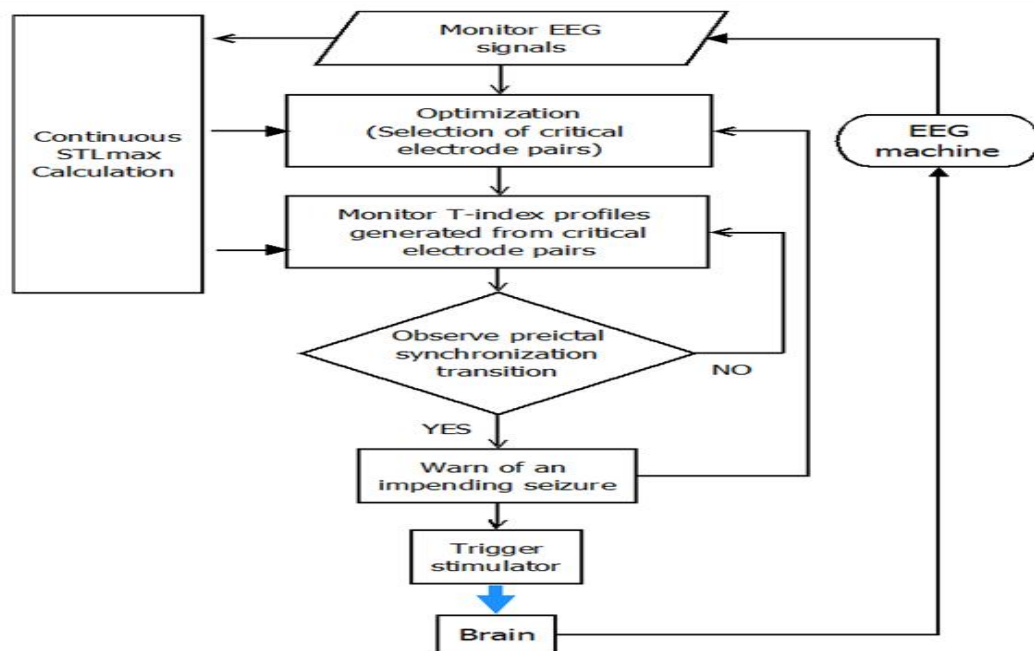 Monitor EEG
signals
Optimization
(Selection of critical
electrode pairs)
Continuous
STLmax
Calculation
EEG
machine
Monitor T-index profiles
generated from critical
electrode pairs
Observe preictal
synchronization
transition
NO
YES
Warn of an
impending seizure
Trigger
stimulator
Brain